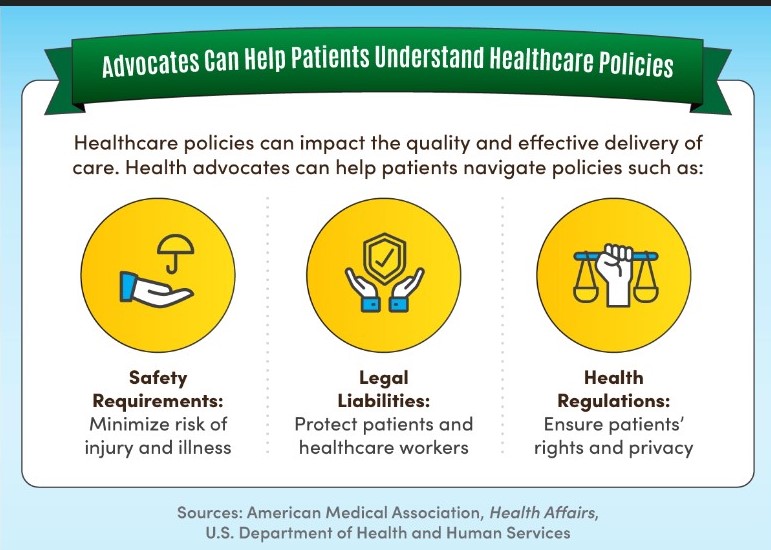 Advocates Can Help Patients Understand Healthcare Policies
Healthcare policies can impact the quality and effective delivery of
care. Health advocates can help patients navigate policies such as:
Safety
Requirements:
Minimize risk of
injury and illness
Legal
Liabilities:
Protect patients and
healthcare workers
Health
Regulations:
Ensure patients’
rights and privacy
Sources: American Medical Association, Health Affairs,
U.S. Department of Health and Human Services